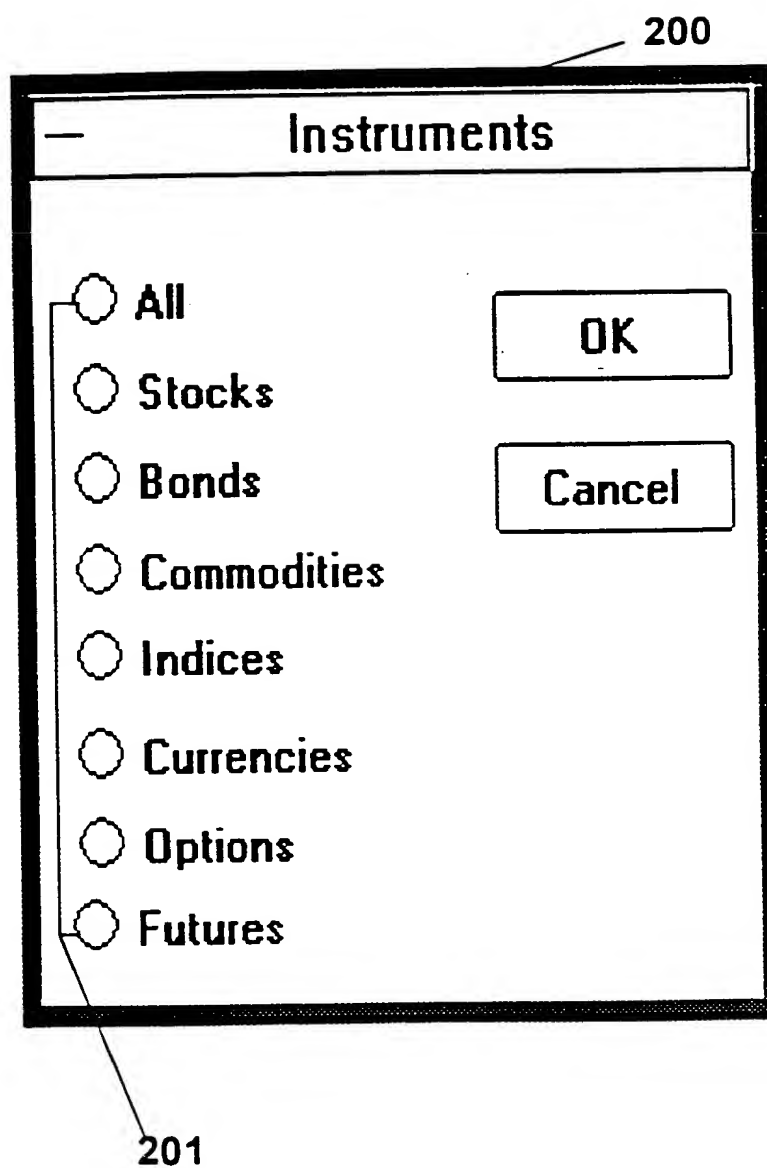 200
Instruments
All
OK
Stocks
Bonds
Cancel
Commodities
Indices
Currencies
Options
Futures
201